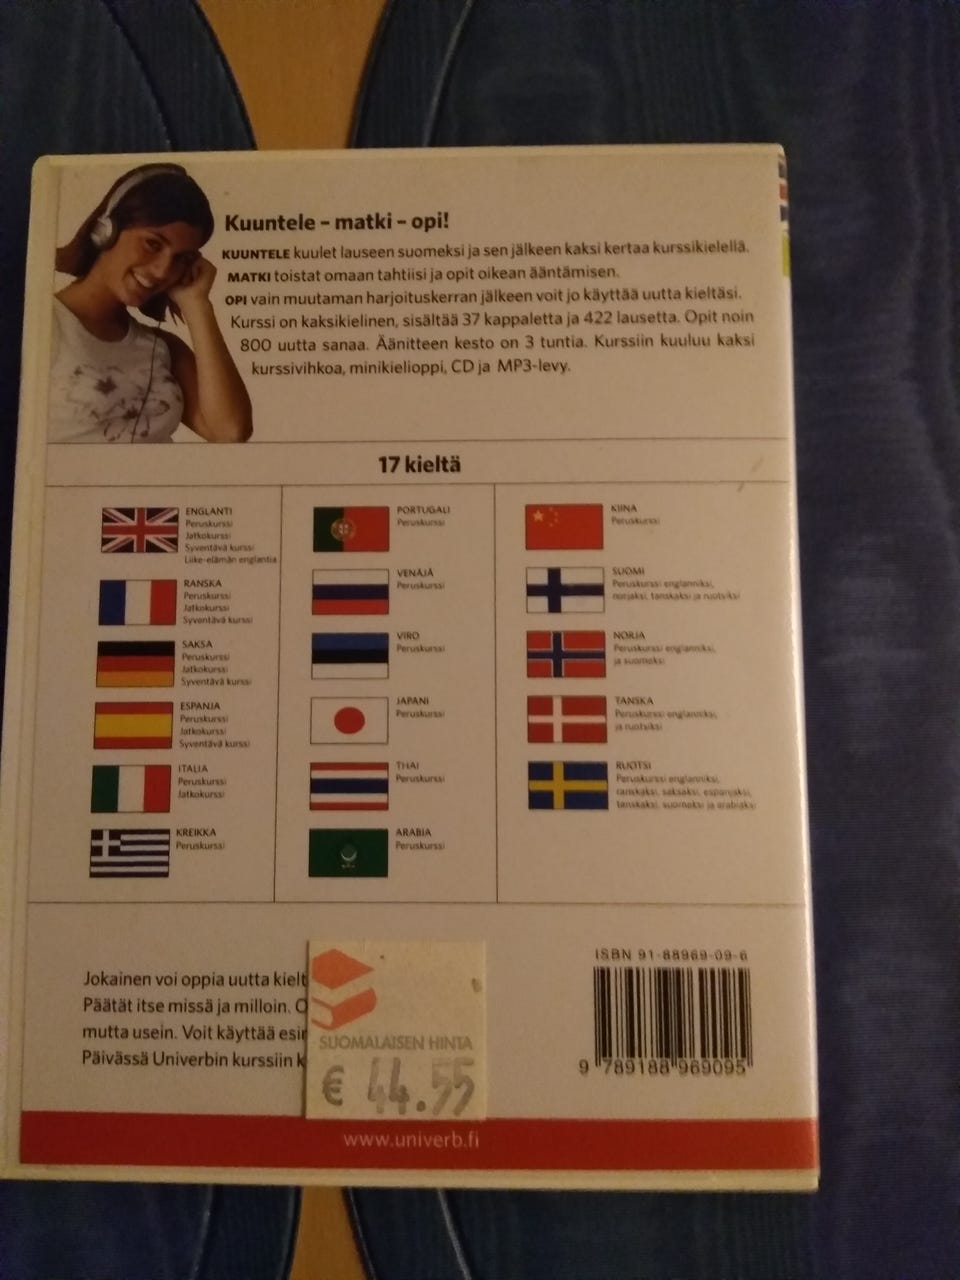 Kuuntele – matki – opi!
KUUNTELE kuulet lauseen suomeksi ja sen jälkeen kaksi kertaa kurssikielellä.
MATKI toistat omaan tahtiisi ja opit oikean ääntämisen.
OPI vain muutaman harjoituskerran jälkeen voit jo käyttää uutta kieltäsi.
Kurssi on kaksikielinen, sisältää 37 kappaletta ja 422 lausetta. Opit noin
800 uutta sanaa. Äänitteen kesto on 3 tuntia. Kurssiin kuuluu kaksi
kurssivihkoa, minikielioppi, CD ja MP3-levy.
17 kieltä
ENGLANTI
Peruskurssi
Jatkokurssi
Syventävä kurssi
Liike-elämän englantia
RANSKA
Peruskurssi
Jatkokurssi
Syventävä kurssi
SAKSA
Peruskurssi
Jatkokurssi
Syventävä kurssi
ESPANJA
Peruskurssi
Jatkokurssi
Syventävä kurssi
ITALIA
Peruskurssi
Jatkokurssi
KREIKKA
Peruskurssi
PORTUGALI
Peruskurssi
VENÄJÄ
Peruskurssi
VIRO
Peruskurssi
JAPANI
Peruskurssi
THAI
Peruskurssi
ARABIA
Peruskurssi
KIINA
Peruskurssi
SUOMI
Peruskurssi englanniksi,
norjaksi, tanskaksi ja ruotsiksi
NORJA
Peruskurssi englanniksi,
ja suomeksi
TANSKA
Peruskurssi englanniksi,
ja ruotsiksi
RUOTSI
Peruskurssi englanniksi,
ranskaksi, saksaksi, espanjaksi,
tanskaksi, suomeksi ja arabiaksi
Jokainen voi oppia uutta kielt
Päätät itse missä ja milloin. O
mutta usein. Voit käyttää esir
Päivässä Univerbin kurssiin k
SUOMALAISEN HINTA
€ 44.55
ISBN 91-88969-09-6
9 789188 969095
www.univerb.fi